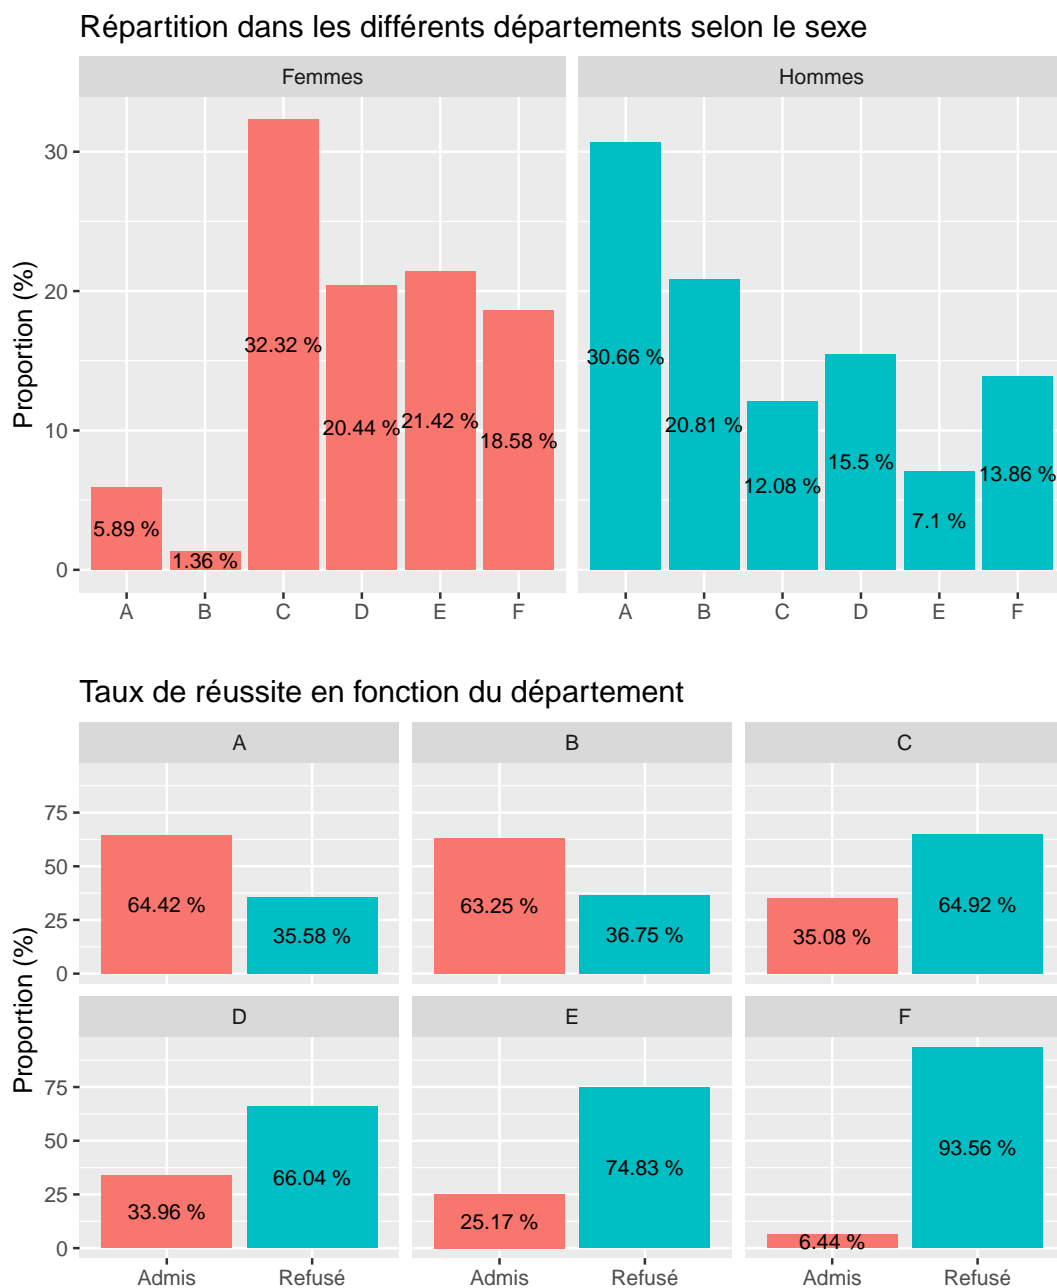 Répartition dans les différents départements selon le sexe
Femmes Hommes
Proportion (%)
30
20
10
0
5.89 % 1.36 % 32.32 % 20.44 % 21.42 % 18.58 %
30.66 % 20.81 % 12.08 % 15.5 % 7.1 % 13.86 %
A B C D E F A B C D E F
Taux de réussite en fonction du département
A B C
Proportion (%)
75
50
25
0
64.42 % 35.58 % 63.25 % 36.75 % 35.08 % 64.92 %
D E F
75
50
25
0
33.96 % 66.04 % 25.17 % 74.83 % 6.44 % 93.56 %
Admis Refusé Admis Refusé Admis Refusé